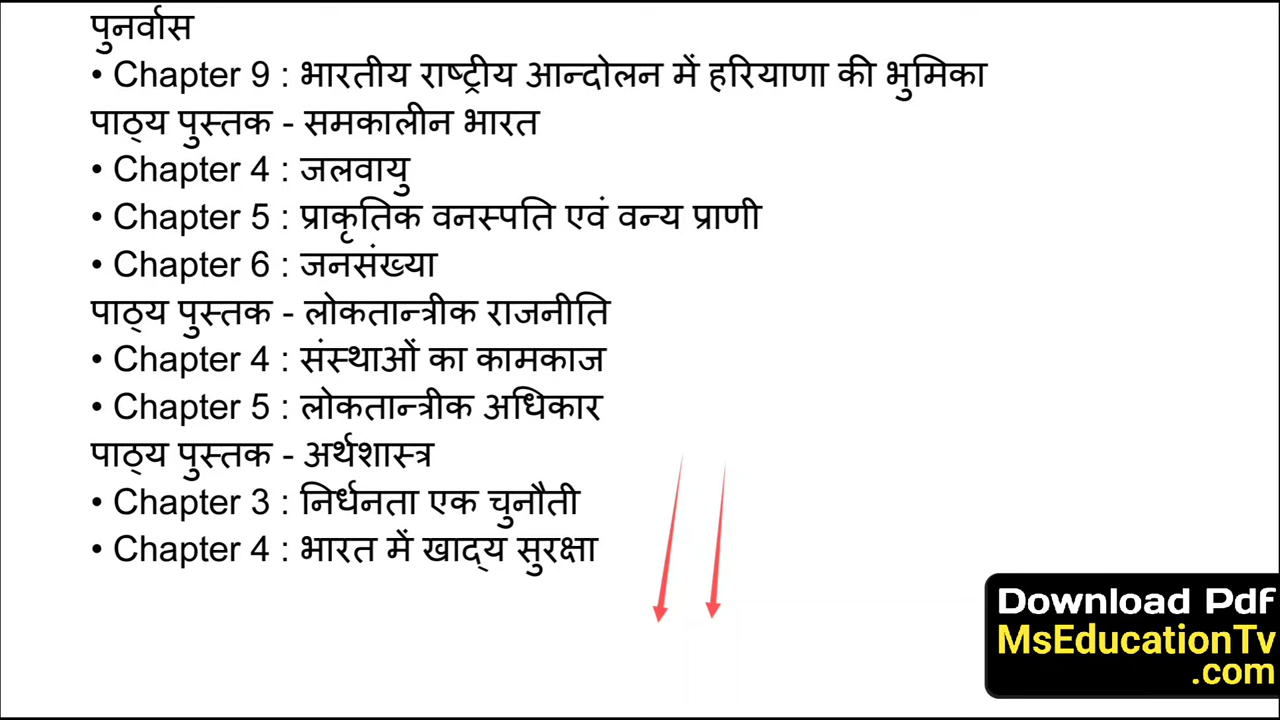 पुनर्वास
• Chapter 9 : भारतीय राष्ट्रीय आन्दोलन में हरियाणा की भुमिका
पाठ्य पुस्तक - समकालीन भारत
• Chapter 4 : जलवायु
• Chapter 5 : प्राकृतिक वनस्पति एवं वन्य प्राणी
• Chapter 6 : जनसंख्या
पाठ्य पुस्तक - लोकतान्त्रीक राजनीति
• Chapter 4 : संस्थाओं का कामकाज
• Chapter 5 : लोकतान्त्रीक अधिकार
पाठ्य पुस्तक - अर्थशास्त्र
• Chapter 3 : निर्धनता एक चुनौती
• Chapter 4 : भारत में खाद्य सुरक्षा
Download Pdf
MsEducationTv
.com